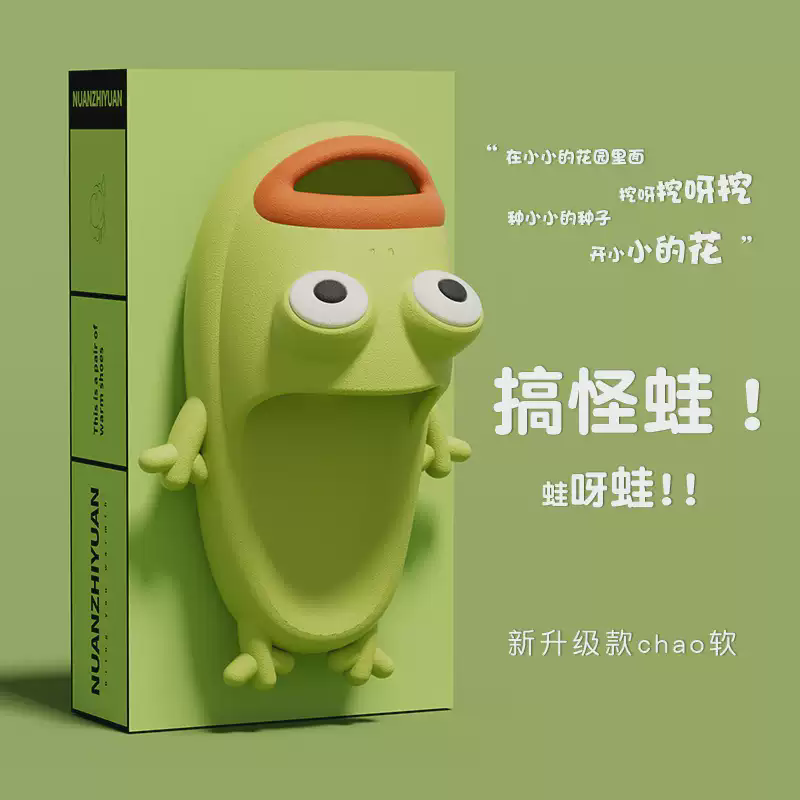 NUANZHIYUAN
This is a pair of
warm shoes
NUANZHIYUAN
“ 在小小的花园里面
挖呀挖呀挖
种小小的种子
开小小的花 ”
搞怪蛙！
蛙呀蛙!!
新升级款chao软